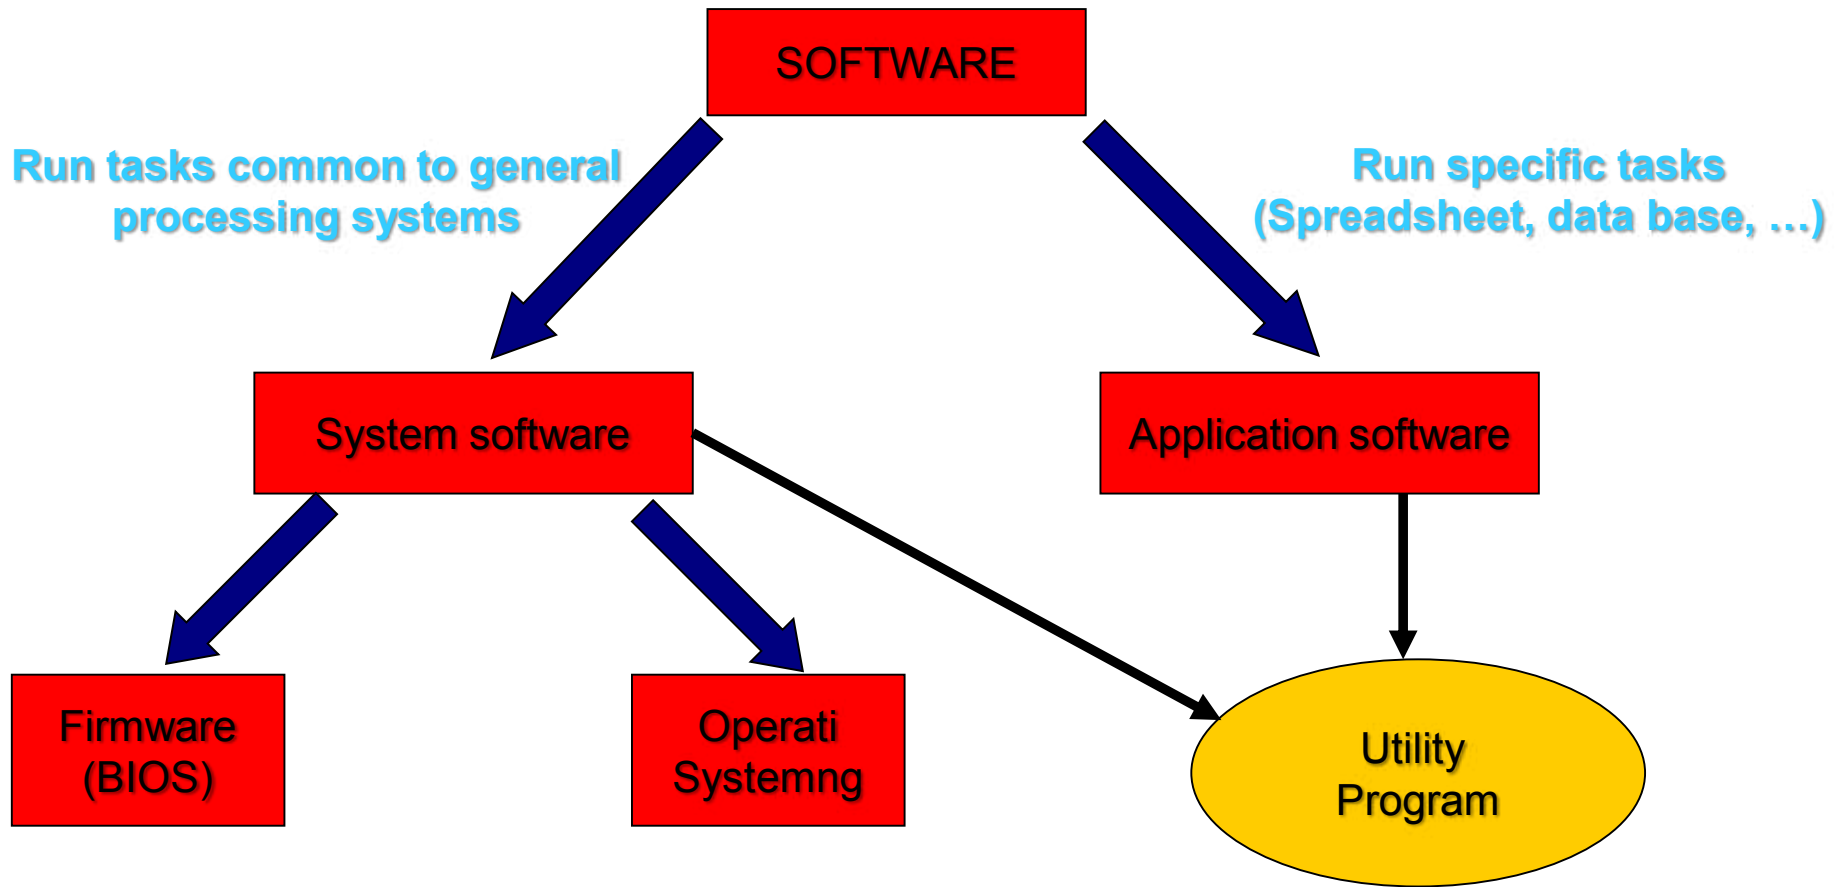 SOFTWARE
Run tasks common to general
processing systems
Run specific tasks
(Spreadsheet, data base, …)
System software
Application software
Firmware
(BIOS)
Operati
Systemng
Utility
Program